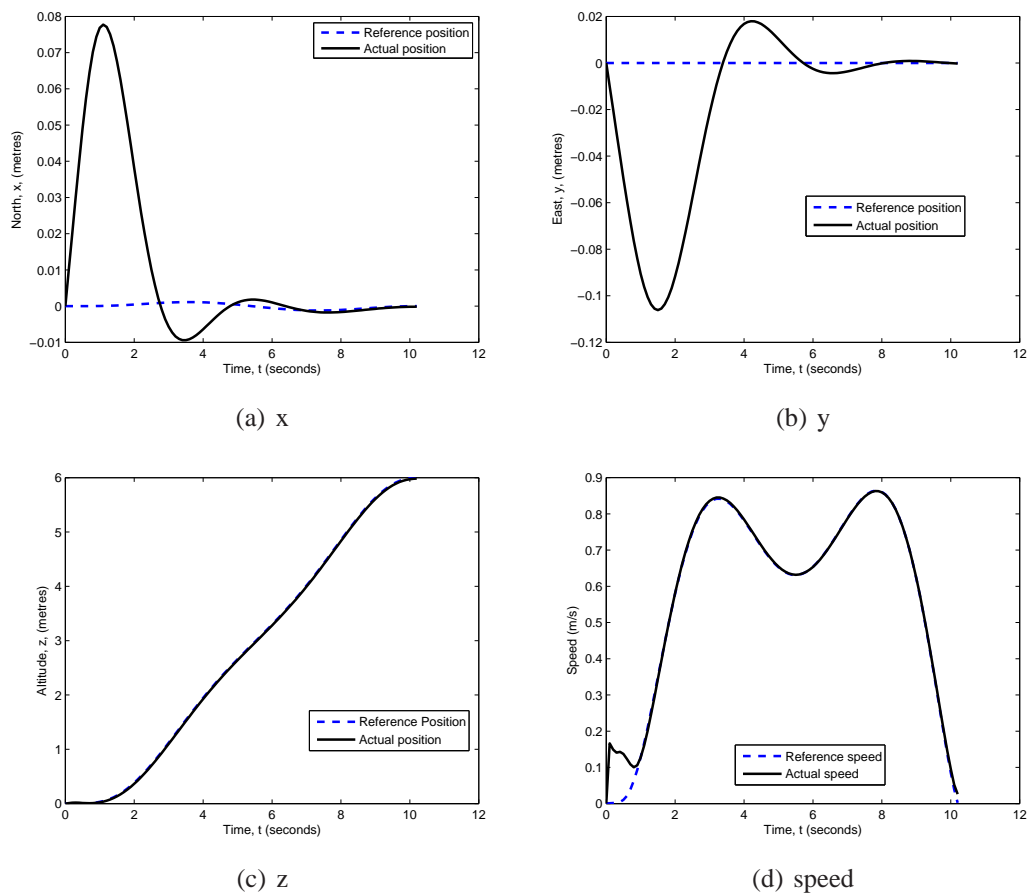 0.08
0.07
0.06
0.05
0.04
0.03
0.02
0.01
0
−0.01
North, x, (metres)
0 2 4 6 8 10 12
Time, t (seconds)
Reference position
Actual position
(a) x
0.02
0
−0.02
−0.04
−0.06
−0.08
−0.1
−0.12
East, y, (metres)
0 2 4 6 8 10 12
Time, t (seconds)
Reference position
Actual position
(b) y
6
5
4
3
2
1
0
Altitude, z, (metres)
0 2 4 6 8 10 12
Time, t (seconds)
Reference Position
Actual position
(c) z
0.9
0.8
0.7
0.6
0.5
0.4
0.3
0.2
0.1
0
Speed (m/s)
0 2 4 6 8 10 12
Time, t (seconds)
Reference speed
Actual speed
(d) speed